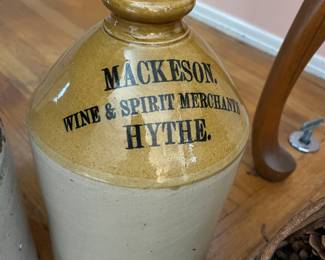 MACKESON.
WINE & SPIRIT MERCHANTS
HYTHE.